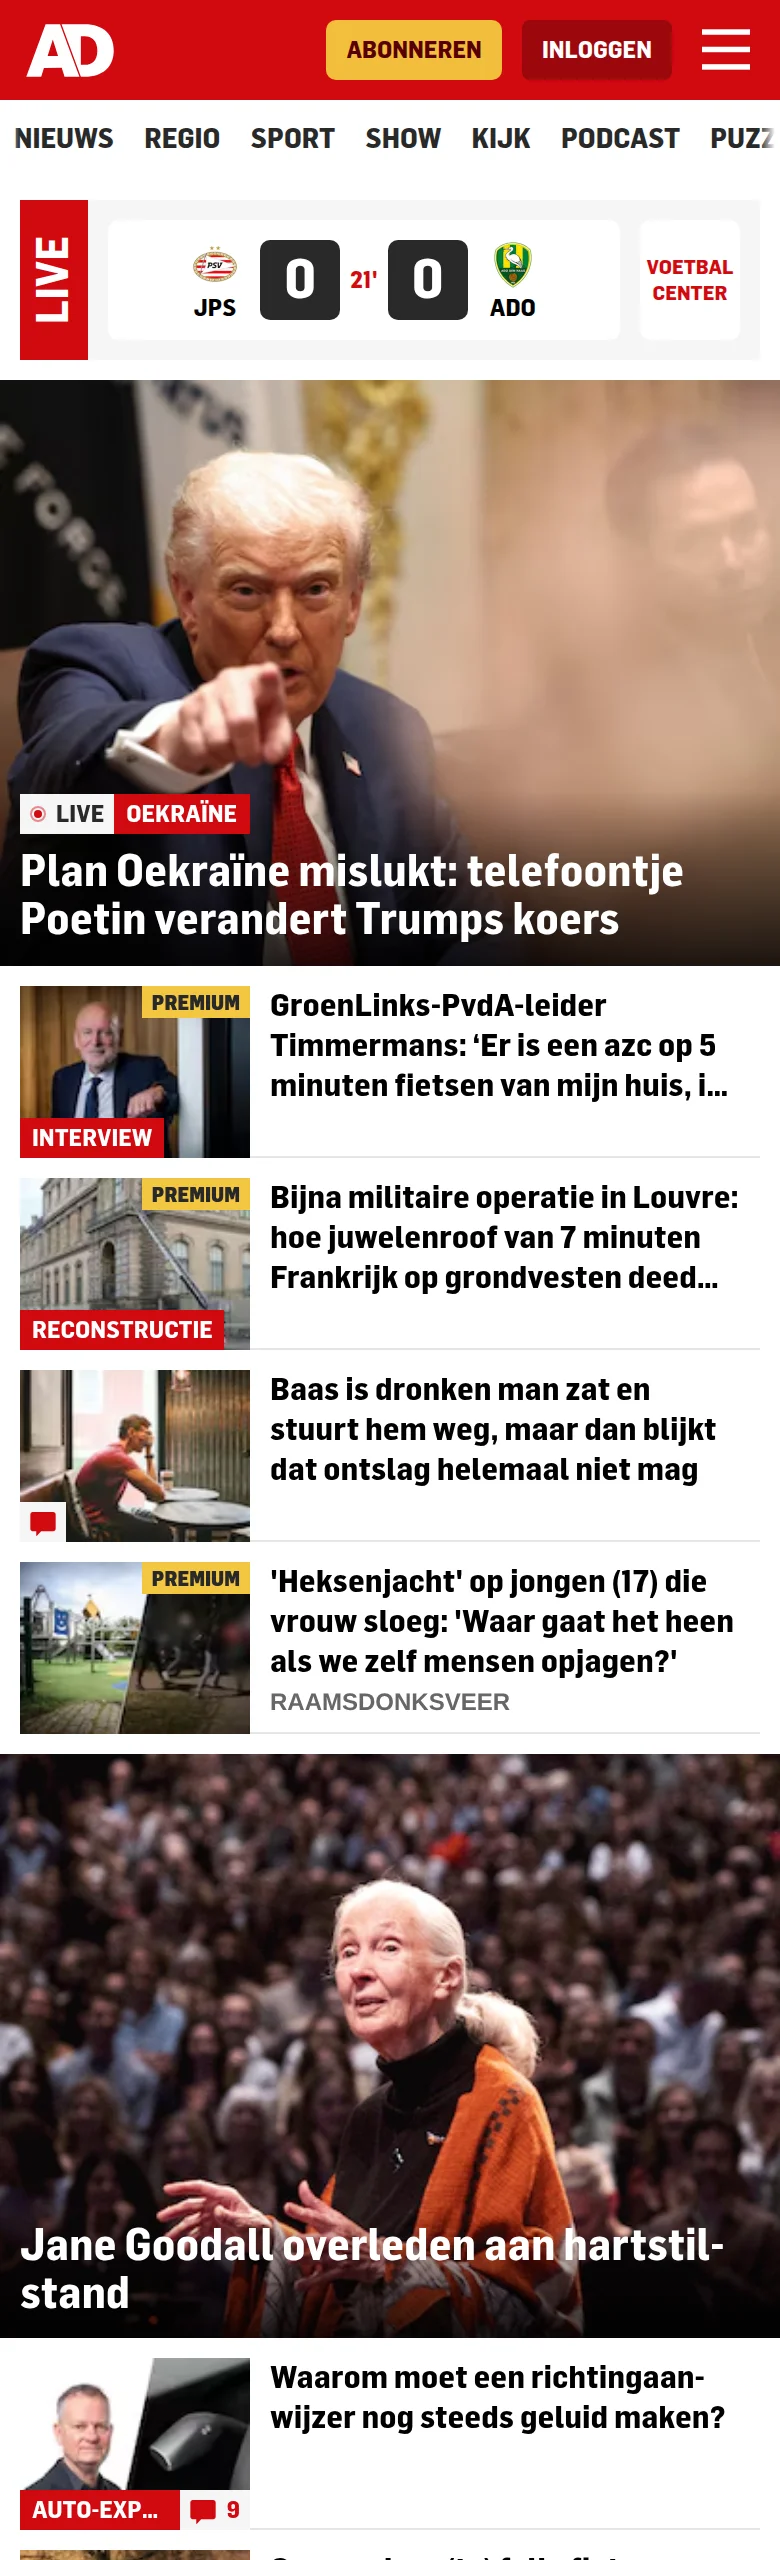 AD
ABONNEREN
INLOGGEN
NIEUWS REGIO SPORT SHOW KIJK PODCAST PUZZ
LIVE
PSV
JPS
0
21'
0
ADO
VOETBAL
CENTER
FORCE
LIVE OEKRAÏNE
Plan Oekraïne mislukt: telefoontje
Poetin verandert Trumps koers
PREMIUM
INTERVIEW
GroenLinks-PvdA-leider
Timmermans: ‘Er is een azc op 5
minuten fietsen van mijn huis, i...
PREMIUM
RECONSTRUCTIE
Bijna militaire operatie in Louvre:
hoe juwelenroof van 7 minuten
Frankrijk op grondvesten deed...
Baas is dronken man zat en
stuurt hem weg, maar dan blijkt
dat ontslag helemaal niet mag
PREMIUM
'Heksenjacht' op jongen (17) die
vrouw sloeg: 'Waar gaat het heen
als we zelf mensen opjagen?'
RAAMSDONKSVEER
Jane Goodall overleden aan hartstil-
stand
Waarom moet een richtingaan-
wijzer nog steeds geluid maken?
AUTO-EXP...
9